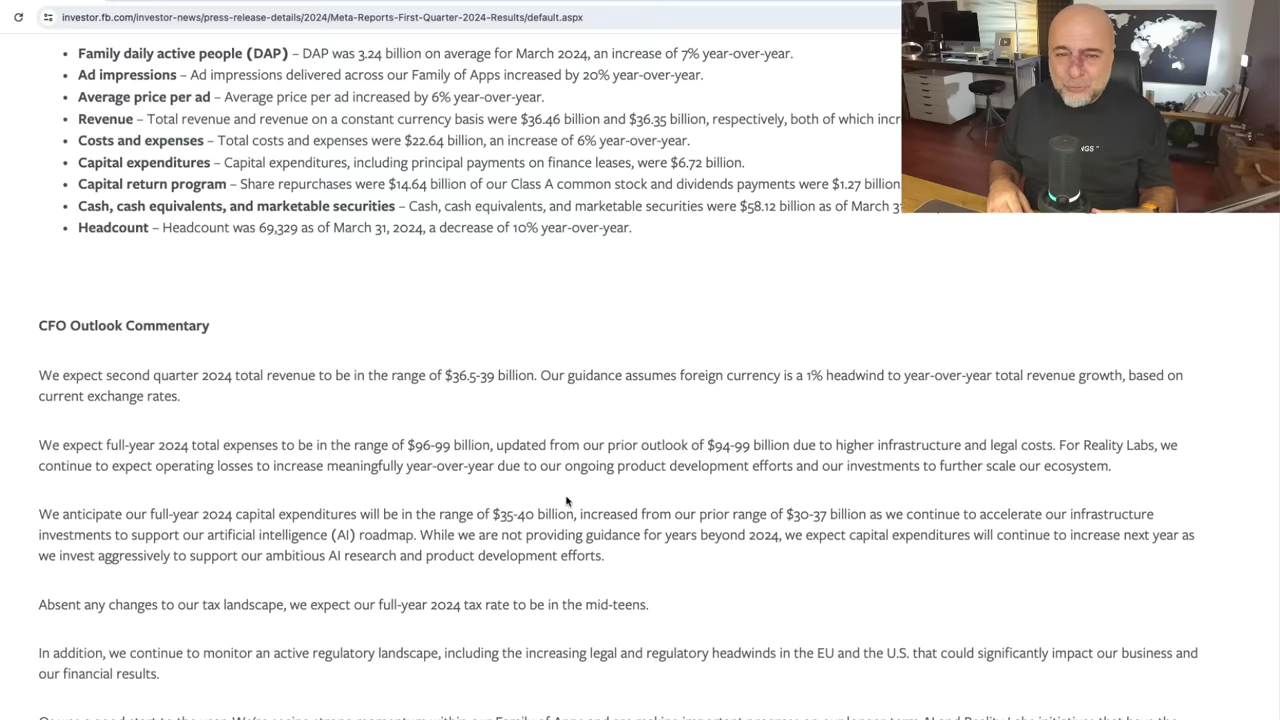 investor.fb.com/investor-news/press-release-details/2024/Meta-Reports-First-Quarter-2024-Results/default.aspx
• Family daily active people (DAP) – DAP was 3.24 billion on average for March 2024, an increase of 7% year-over-year.
• Ad impressions – Ad impressions delivered across our Family of Apps increased by 20% year-over-year.
• Average price per ad – Average price per ad increased by 6% year-over-year.
• Revenue – Total revenue and revenue on a constant currency basis were $36.46 billion and $36.35 billion, respectively, both of which
• Costs and expenses – Total costs and expenses were $22.64 billion, an increase of 6% year-over-year.
• Capital expenditures – Capital expenditures, including principal payments on finance leases, were $6.72 billion.
• Capital return program – Share repurchases were $14.64 billion of our Class A common stock and dividends payments were $1.27 billion
• Cash, cash equivalents, and marketable securities – Cash, cash equivalents, and marketable securities were $58.12 billion as of March
• Headcount – Headcount was 69,329 as of March 31, 2024, a decrease of 10% year-over-year.
CFO Outlook Commentary
We expect second quarter 2024 total revenue to be in the range of $36.5-39 billion. Our guidance assumes foreign currency is a 1% headwind to year-over-year total revenue growth, based on
current exchange rates.
We expect full-year 2024 total expenses to be in the range of $96-99 billion, updated from our prior outlook of $94-99 billion due to higher infrastructure and legal costs. For Reality Labs, we
continue to expect operating losses to increase meaningfully year-over-year due to our ongoing product development efforts and our investments to further scale our ecosystem.
We anticipate our full-year 2024 capital expenditures will be in the range of $35-40 billion, increased from our prior range of $30-37 billion as we continue to accelerate our infrastructure
investments to support our artificial intelligence (AI) roadmap. While we are not providing guidance for years beyond 2024, we expect capital expenditures will continue to increase next year as
we invest aggressively to support our ambitious AI research and product development efforts.
Absent any changes to our tax landscape, we expect our full-year 2024 tax rate to be in the mid-teens.
In addition, we continue to monitor an active regulatory landscape, including the increasing legal and regulatory headwinds in the EU and the U.S. that could significantly impact our business and
our financial results.